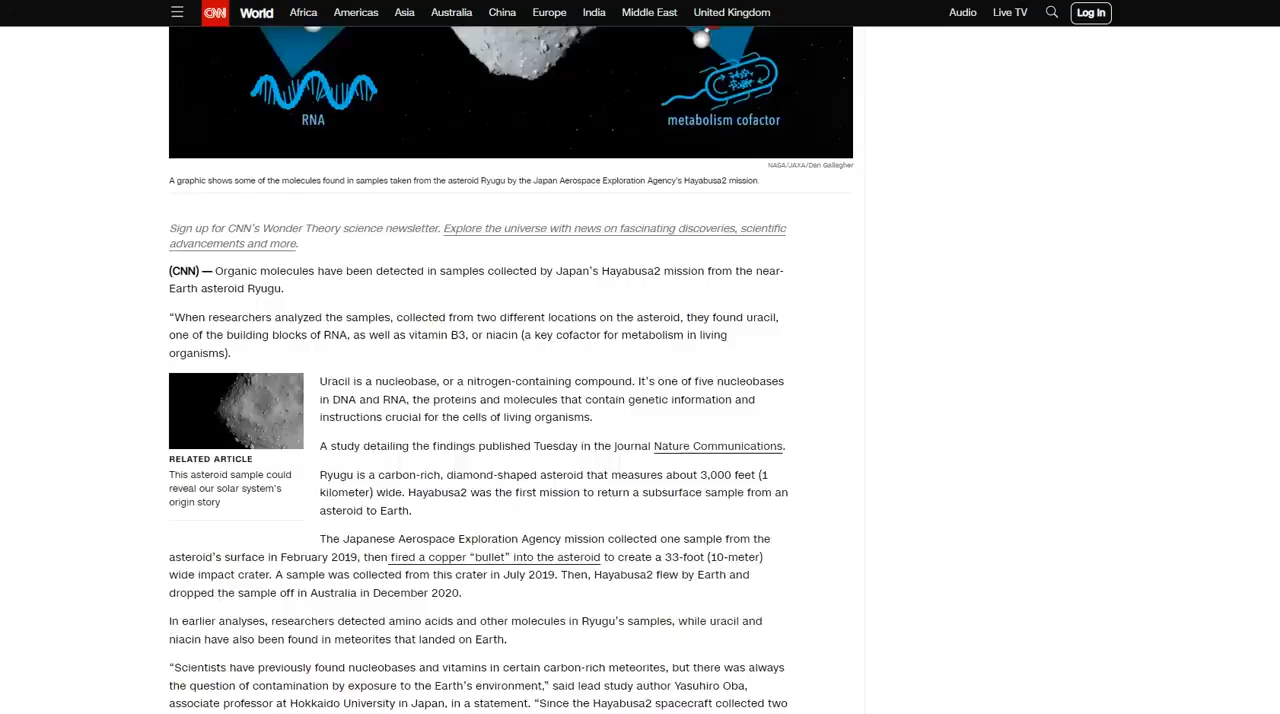 CNN World Africa Americas Asia Australia China Europe India Middle East United Kingdom Audio Live TV Log In
RNA
metabolism cofactor
NASA/JAXA/Dan Gallagher
A graphic shows some of the molecules found in samples taken from the asteroid Ryugu by the Japan Aerospace Exploration Agency's Hayabusa2 mission.
Sign up for CNN's Wonder Theory science newsletter. Explore the universe with news on fascinating discoveries, scientific
advancements and more.
(CNN) — Organic molecules have been detected in samples collected by Japan's Hayabusa2 mission from the near-
Earth asteroid Ryugu.
“When researchers analyzed the samples, collected from two different locations on the asteroid, they found uracil,
one of the building blocks of RNA, as well as vitamin B3, or niacin (a key cofactor for metabolism in living
organisms).
Uracil is a nucleobase, or a nitrogen-containing compound. It's one of five nucleobases
in DNA and RNA, the proteins and molecules that contain genetic information and
instructions crucial for the cells of living organisms.
RELATED ARTICLE
This asteroid sample could
reveal our solar system's
origin story
A study detailing the findings published Tuesday in the journal Nature Communications.
Ryugu is a carbon-rich, diamond-shaped asteroid that measures about 3,000 feet (1
kilometer) wide. Hayabusa2 was the first mission to return a subsurface sample from an
asteroid to Earth.
The Japanese Aerospace Exploration Agency mission collected one sample from the
asteroid's surface in February 2019, then fired a copper “bullet” into the asteroid to create a 33-foot (10-meter)
wide impact crater. A sample was collected from this crater in July 2019. Then, Hayabusa2 flew by Earth and
dropped the sample off in Australia in December 2020.
In earlier analyses, researchers detected amino acids and other molecules in Ryugu's samples, while uracil and
niacin have also been found in meteorites that landed on Earth.
“Scientists have previously found nucleobases and vitamins in certain carbon-rich meteorites, but there was always
the question of contamination by exposure to the Earth's environment,” said lead study author Yasuhiro Oba,
associate professor at Hokkaido University in Japan, in a statement. “Since the Hayabusa2 spacecraft collected two